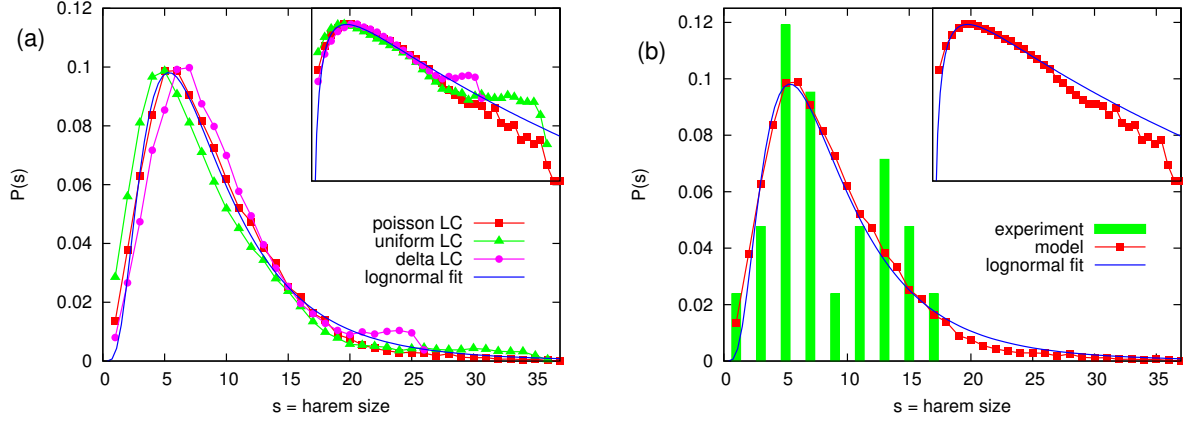 (a)
P(s)
0.12
0.1
0.08
0.06
0.04
0.02
0
poisson LC
uniform LC
delta LC
lognormal fit
0 5 10 15 20 25 30 35
s = harem size
(b)
P(s)
0.12
0.1
0.08
0.06
0.04
0.02
0
experiment
model
lognormal fit
0 5 10 15 20 25 30 35
s = harem size